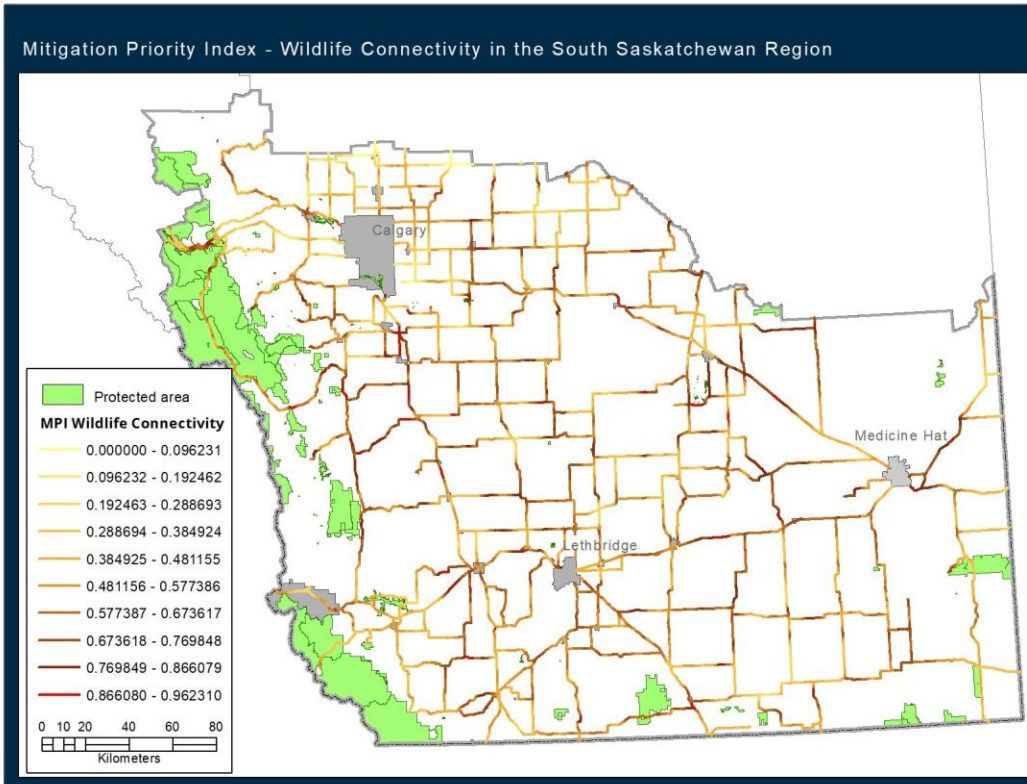 Mitigation Priority Index - Wildlife Connectivity in the South Saskatchewan Region
Calgary
Medicine Hat
Lethbridge
Protected area
MPI Wildlife Connectivity
0.000000 - 0.096231
0.096232 - 0.192462
0.192463 - 0.288693
0.288694 - 0.384924
0.384925 - 0.481155
0.481156 - 0.577386
0.577387 - 0.673617
0.673618 - 0.769848
0.769849 - 0.866079
0.866080 - 0.962310
0 10 20 40 60 80
Kilometers